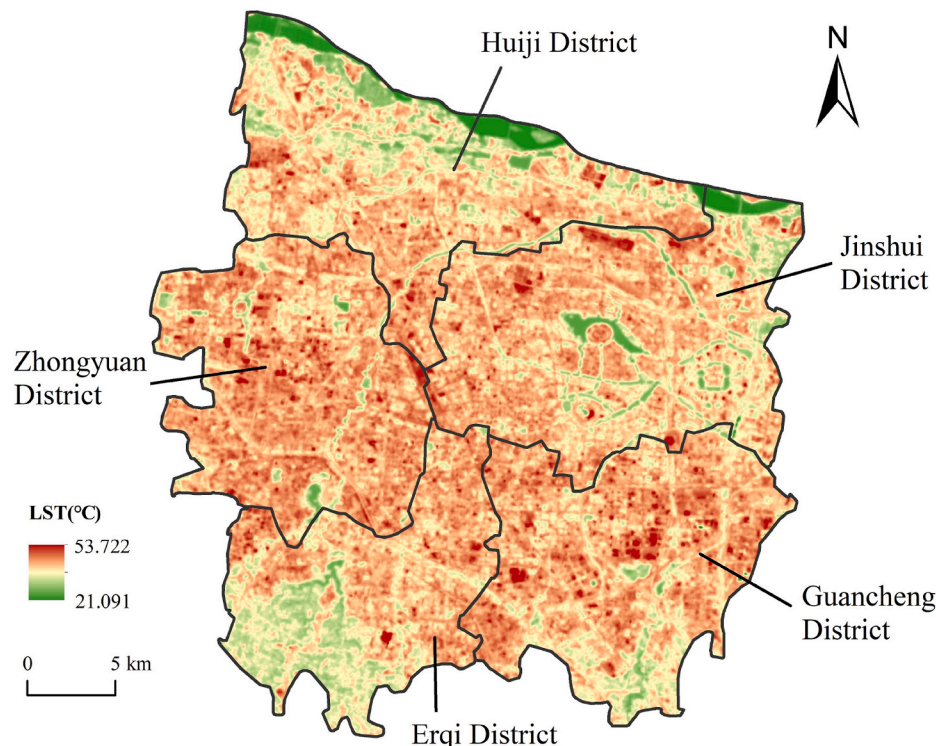 Huiji District
N
Jinshui
District
Zhongyuan
District
LST(°C)
53.722
21.091
Guancheng
District
0 5 km
Erqi District